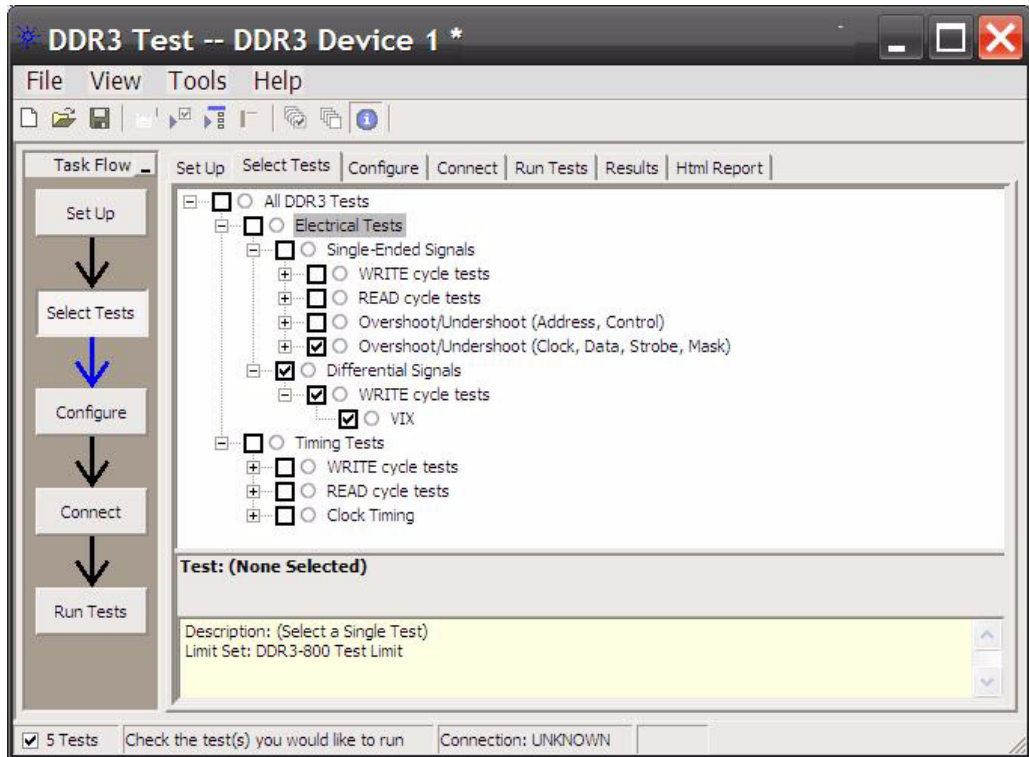 DDR3 Test -- DDR3 Device 1 *
File View Tools Help
Task Flow
Set Up Select Tests Configure Connect Run Tests Results Html Report
Set Up
Select Tests
Configure
Connect
Run Tests
All DDR3 Tests
Electrical Tests
Single-Ended Signals
WRITE cycle tests
READ cycle tests
Overshoot/Undershoot (Address, Control)
Overshoot/Undershoot (Clock, Data, Strobe, Mask)
Differential Signals
WRITE cycle tests
VIX
Timing Tests
WRITE cycle tests
READ cycle tests
Clock Timing
Test: (None Selected)
Description: (Select a Single Test)
Limit Set: DDR3-800 Test Limit
5 Tests Check the test(s) you would like to run Connection: UNKNOWN